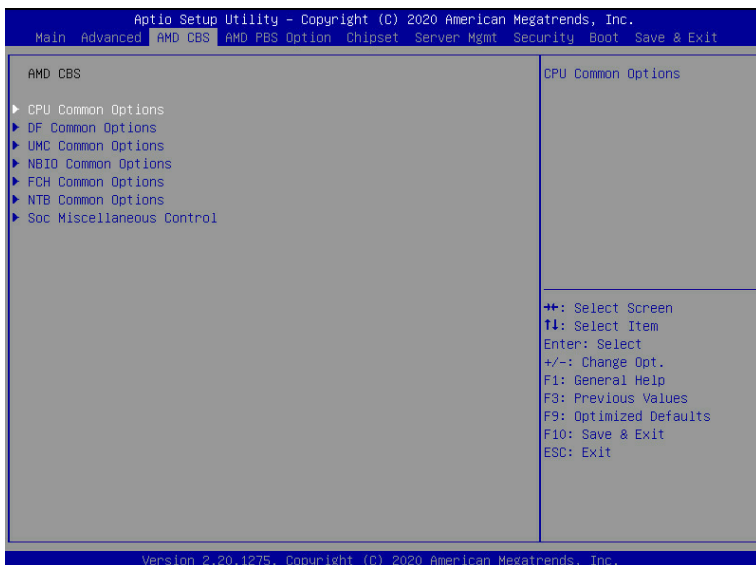 Aptio Setup Utility – Copyright (C) 2020 American Megatrends, Inc.
Main Advanced AMD CBS AMD PBS Option Chipset Server Mgmt Security Boot Save & Exit
AMD CBS
CPU Common Options
DF Common Options
UMC Common Options
NBIO Common Options
FCH Common Options
NTB Common Options
Soc Miscellaneous Control
CPU Common Options
→←: Select Screen
↑↓: Select Item
Enter: Select
+/-: Change Opt.
F1: General Help
F3: Previous Values
F9: Optimized Defaults
F10: Save & Exit
ESC: Exit
Version 2.20.1275. Copyright (C) 2020 American Megatrends, Inc.